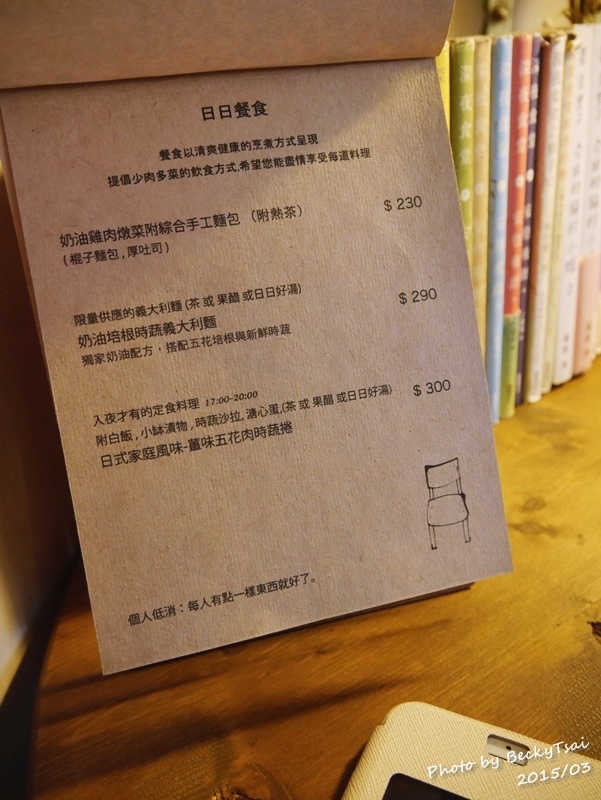 日日餐食
餐食以清爽健康的烹煮方式呈現
提倡少肉多菜的飲食方式,希望您能盡情享受每道料理
奶油雞肉燉菜附綜合手工麵包 （附熱茶） $ 230
( 棍子麵包 , 厚吐司 )
限量供應的義大利麵 (茶 或 果醋 或日日好湯) $ 290
奶油培根時蔬義大利麵
獨家奶油配方，搭配五花培根與新鮮時蔬
入夜才有的定食料理 17:00-20:00
附白飯 , 小缽漬物 , 時蔬沙拉, 溏心蛋,(茶 或 果醋 或日日好湯) $ 300
日式家庭風味-薑味五花肉時蔬捲
個人低消：每人有點一樣東西就好了。
深夜食堂
深夜食堂
Photo by BeckyTsai
2015/03